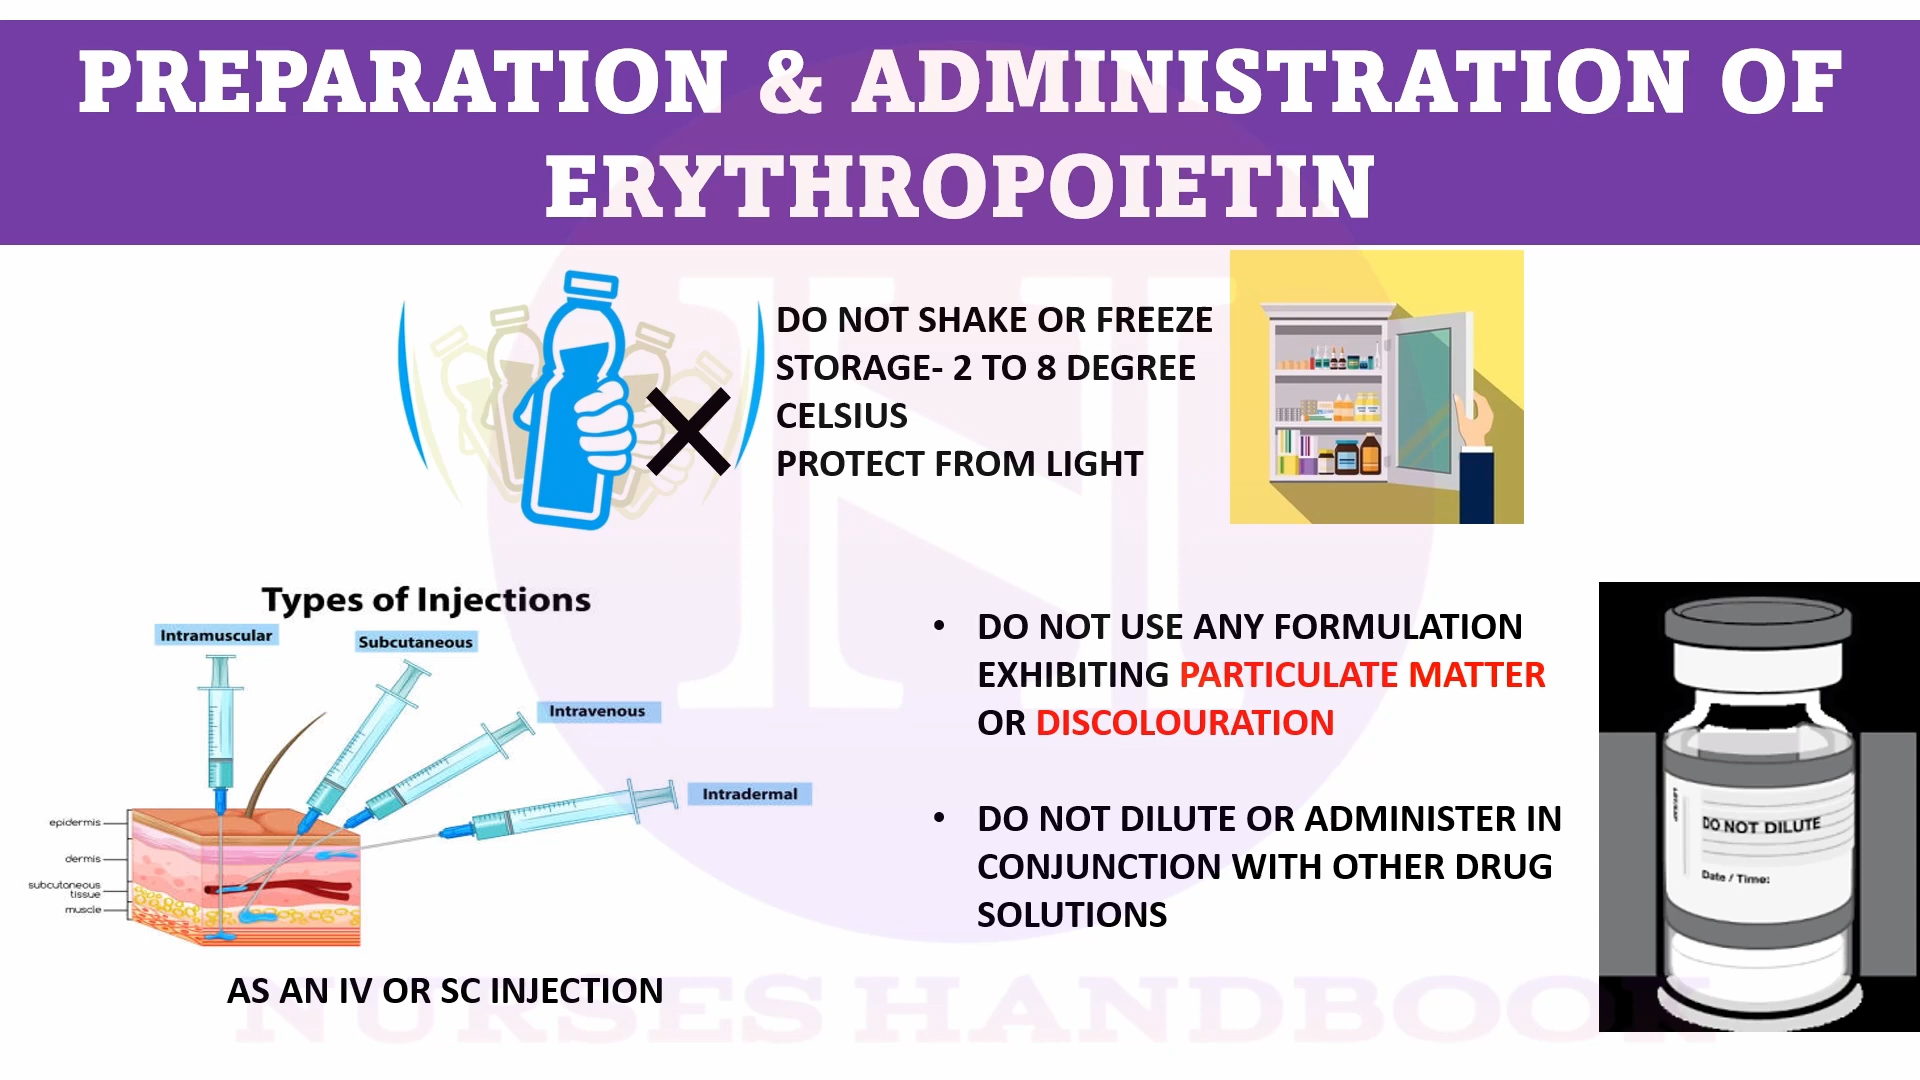 PREPARATION & ADMINISTRATION OF
ERYTHROPOIETIN
DO NOT SHAKE OR FREEZE
STORAGE- 2 TO 8 DEGREE
CELSIUS
PROTECT FROM LIGHT
Types of Injections
Intramuscular
Subcutaneous
Intravenous
Intradermal
epidermis
dermis
subcutaneous
tissue
muscle
AS AN IV OR SC INJECTION
• DO NOT USE ANY FORMULATION
EXHIBITING PARTICULATE MATTER
OR DISCOLOURATION
• DO NOT DILUTE OR ADMINISTER IN
CONJUNCTION WITH OTHER DRUG
SOLUTIONS
DO NOT DILUTE
Date / Time:
NURSES HANDBOOK